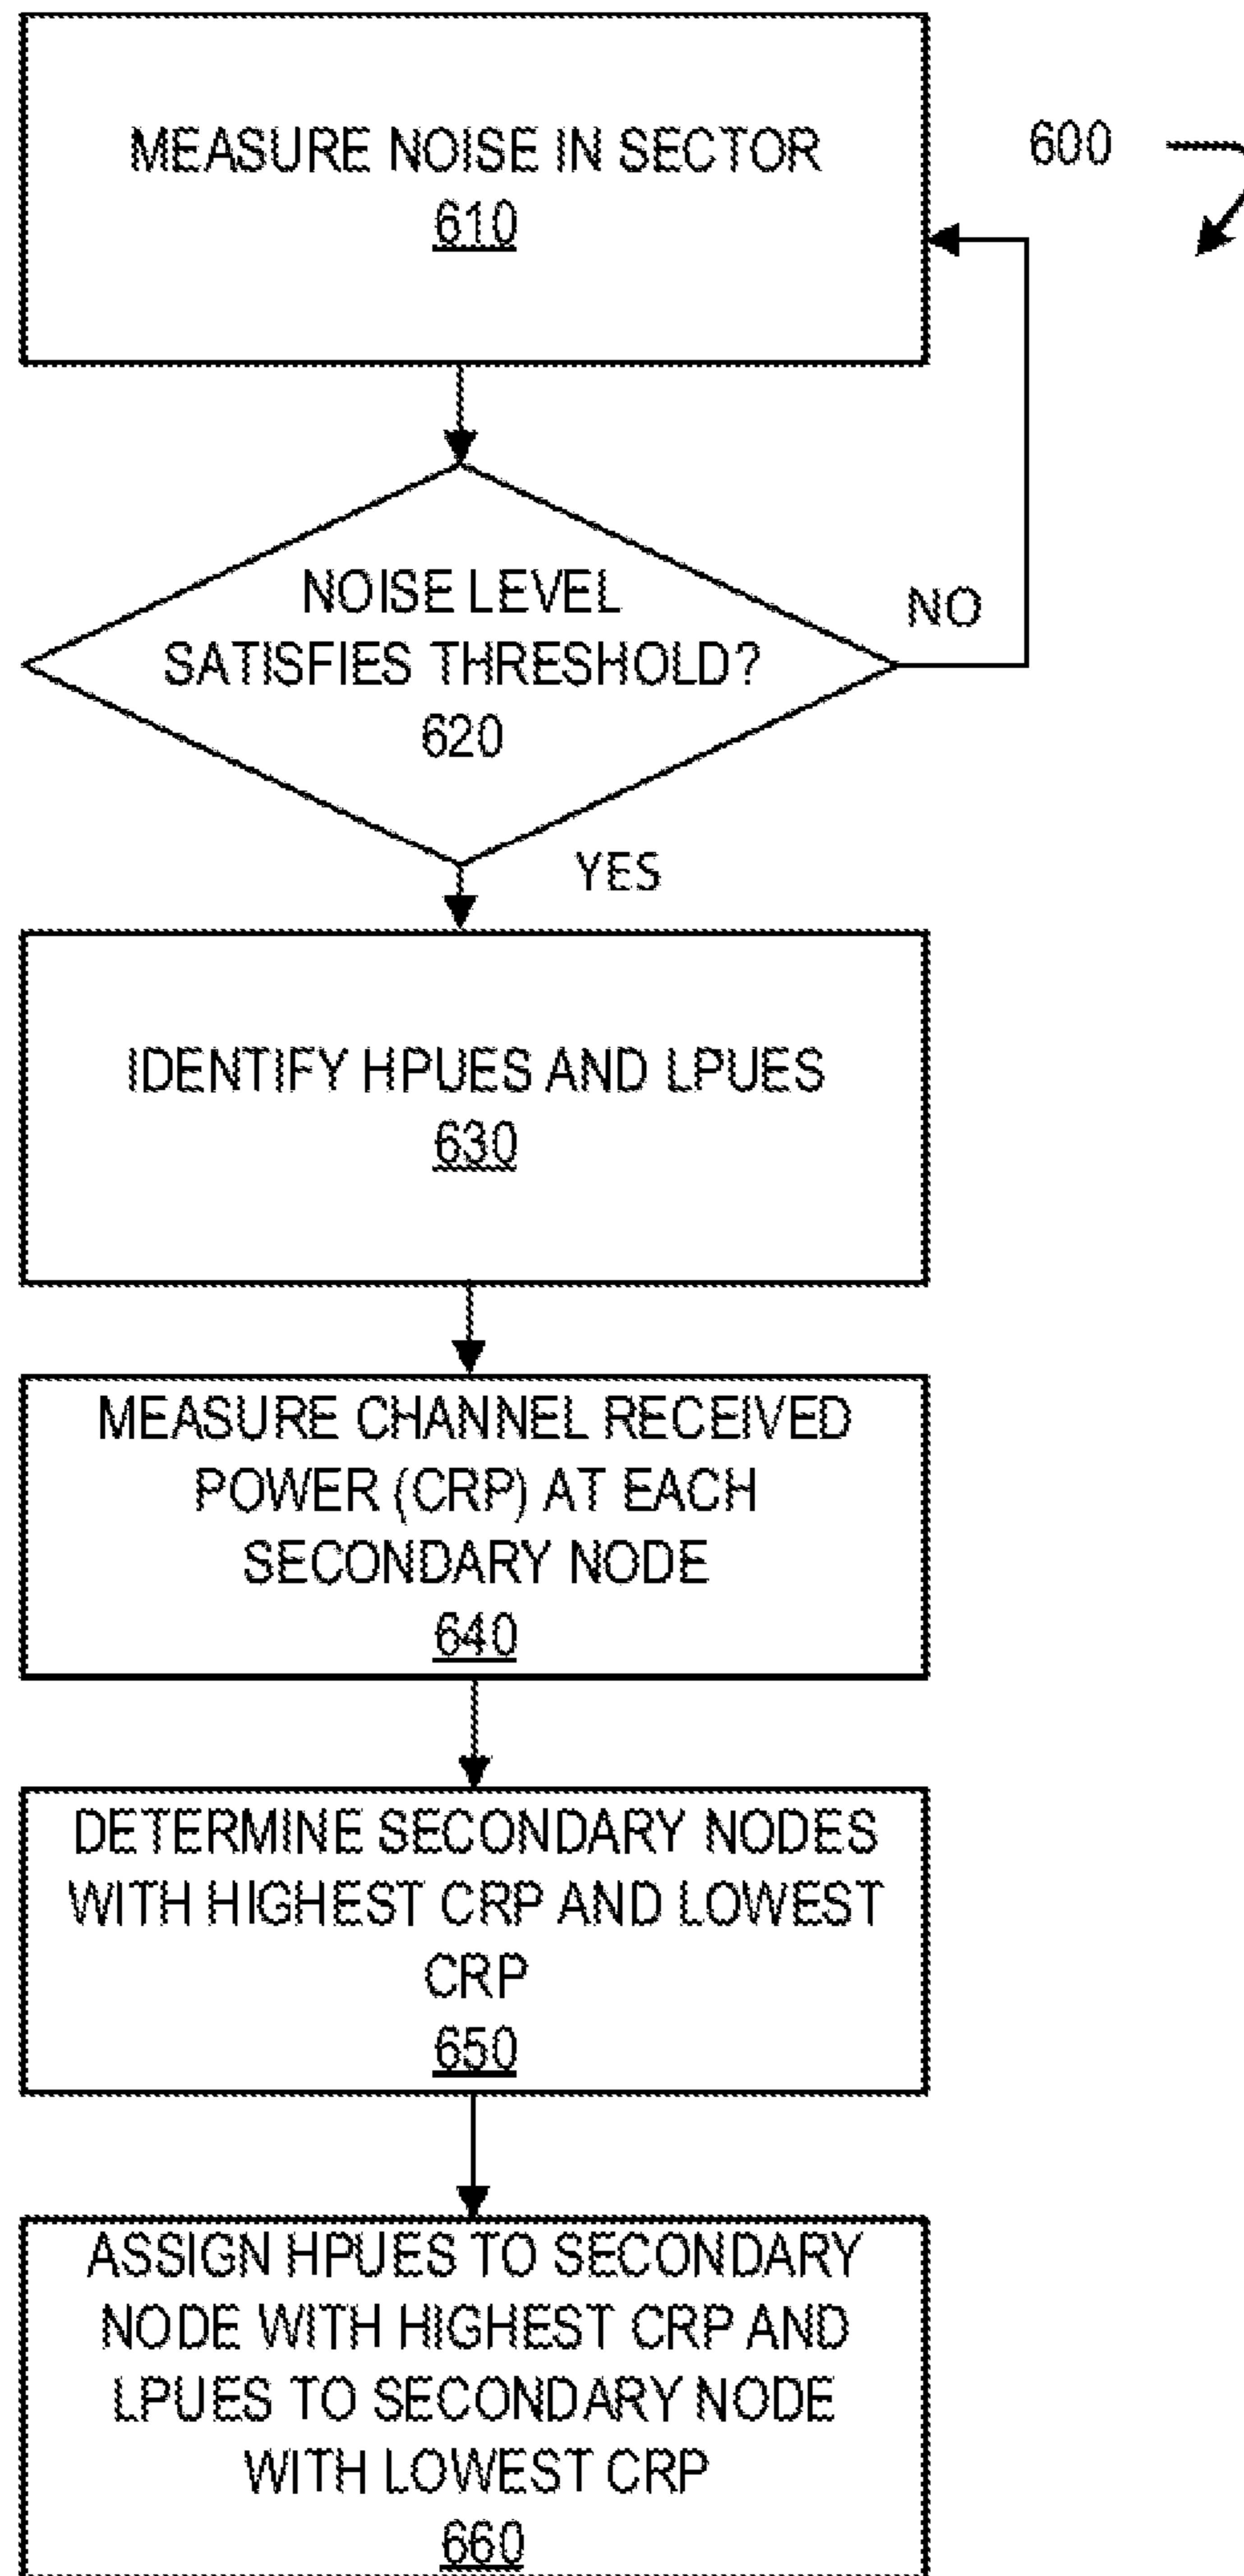 MEASURE NOISE IN SECTOR
610
600
NOISE LEVEL
SATISFIES THRESHOLD?
620
NO
YES
IDENTIFY HPUES AND LPUES
630
MEASURE CHANNEL RECEIVED
POWER (CRP) AT EACH
SECONDARY NODE
640
DETERMINE SECONDARY NODES
WITH HIGHEST CRP AND LOWEST
CRP
650
ASSIGN HPUES TO SECONDARY
NODE WITH HIGHEST CRP AND
LPUES TO SECONDARY NODE
WITH LOWEST CRP
660